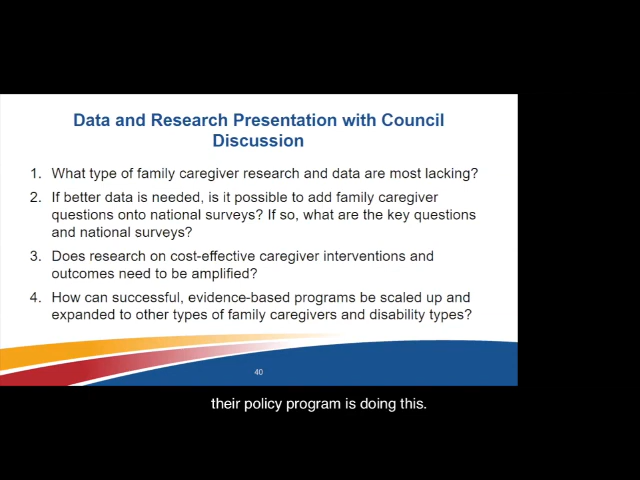 Data and Research Presentation with Council
Discussion
1. What type of family caregiver research and data are most lacking?
2. If better data is needed, is it possible to add family caregiver
questions onto national surveys? If so, what are the key questions
and national surveys?
3. Does research on cost-effective caregiver interventions and
outcomes need to be amplified?
4. How can successful, evidence-based programs be scaled up and
expanded to other types of family caregivers and disability types?
40
their policy program is doing this.